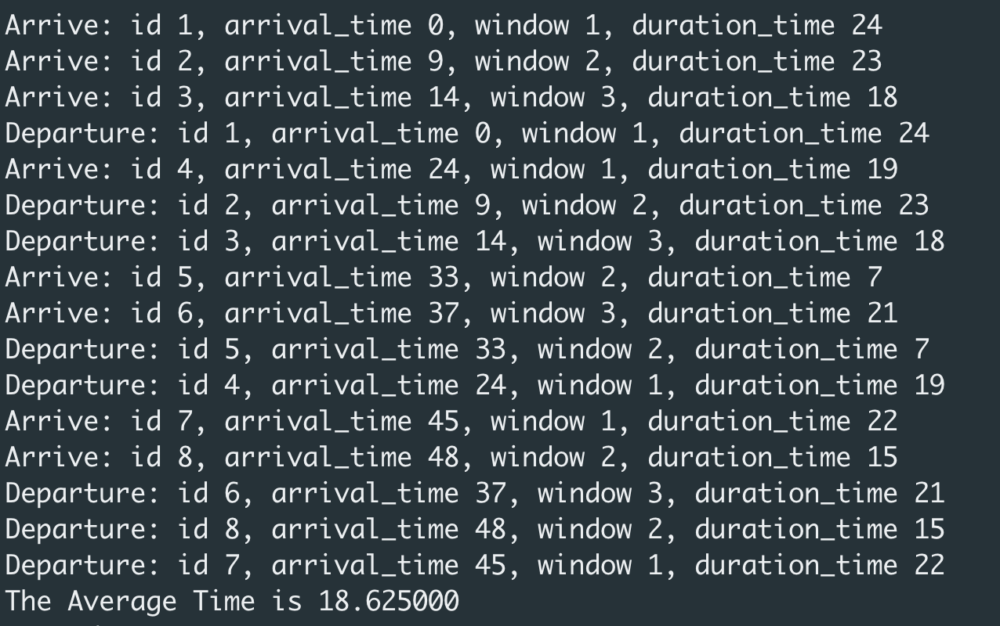 Arrive: id 1, arrival_time 0, window 1, duration_time 24
Arrive: id 2, arrival_time 9, window 2, duration_time 23
Arrive: id 3, arrival_time 14, window 3, duration_time 18
Departure: id 1, arrival_time 0, window 1, duration_time 24
Arrive: id 4, arrival_time 24, window 1, duration_time 19
Departure: id 2, arrival_time 9, window 2, duration_time 23
Departure: id 3, arrival_time 14, window 3, duration_time 18
Arrive: id 5, arrival_time 33, window 2, duration_time 7
Arrive: id 6, arrival_time 37, window 3, duration_time 21
Departure: id 5, arrival_time 33, window 2, duration_time 7
Departure: id 4, arrival_time 24, window 1, duration_time 19
Arrive: id 7, arrival_time 45, window 1, duration_time 22
Arrive: id 8, arrival_time 48, window 2, duration_time 15
Departure: id 6, arrival_time 37, window 3, duration_time 21
Departure: id 8, arrival_time 48, window 2, duration_time 15
Departure: id 7, arrival_time 45, window 1, duration_time 22
The Average Time is 18.625000